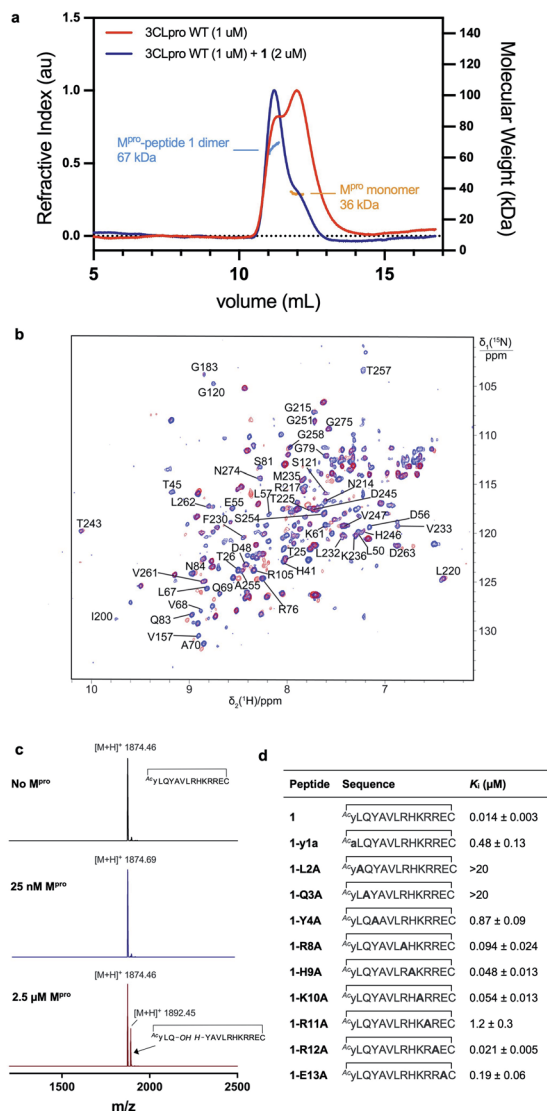 a
3CLpro WT (1 uM)
3CLpro WT (1 uM) + 1 (2 uM)
Refractive Index (au)
1.5
1.0
0.5
0.0
Mpro-peptide 1 dimer
67 kDa
Mpro monomer
36 kDa
140
120
100
80
60
40
20
0
Molecular Weight (kDa)
5
10
15
volume (mL)
b
δ1(15N)
ppm
G183
G120
T257
105
G215
G251
G258
G275
G79
110
S81
S121
N274
M235
R217
N214
T45
L262
L57
T225
D245
115
E55
F230
S254
V247
D56
T243
K61
H246
V233
120
D48
L232
L50
T26
T25
K236
D263
N84
R105
H41
L220
V261
L67
Q69
A255
125
V68
R76
I200
Q83
V157
A70
130
10
9
8
7
δ2(1H)/ppm
c
[M+H]+ 1874.46
No Mpro
AcyLQYAVLRHKRREC
[M+H]+ 1874.69
25 nM Mpro
[M+H]+ 1874.46
2.5 µM Mpro
[M+H]+ 1892.45
AcyLQ-OH H-YAVLRHKRREC
1500
2000
2500
m/z
d
Peptide Sequence Ki (µM)
1 AcyLQYAVLRHKRREC 0.014 ± 0.003
1-y1a AcaLQYAVLRHKRREC 0.48 ± 0.13
1-L2A AcyAQYAVLRHKRREC >20
1-Q3A AcyLAYAVLRHKRREC >20
1-Y4A AcyLQAAVLRHKRREC 0.87 ± 0.09
1-R8A AcyLQYAVLAHKRREC 0.094 ± 0.024
1-H9A AcyLQYAVLRAKRREC 0.048 ± 0.013
1-K10A AcyLQYAVLRHARREC 0.054 ± 0.013
1-R11A AcyLQYAVLRHKAREC 1.2 ± 0.3
1-R12A AcyLQYAVLRHKRAEC 0.021 ± 0.005
1-E13A AcyLQYAVLRHKRRAC 0.19 ± 0.06